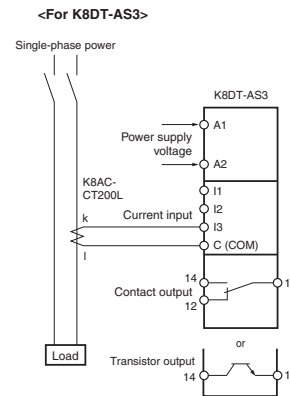 <For K8DT-AS3>
Single-phase power
K8DT-AS3
A1
Power supply
voltage
A2
K8AC-
CT200L
I1
I2
k
Current input
I3
l
C (COM)
14
Contact output
12
1
Load
or
Transistor output
14
1